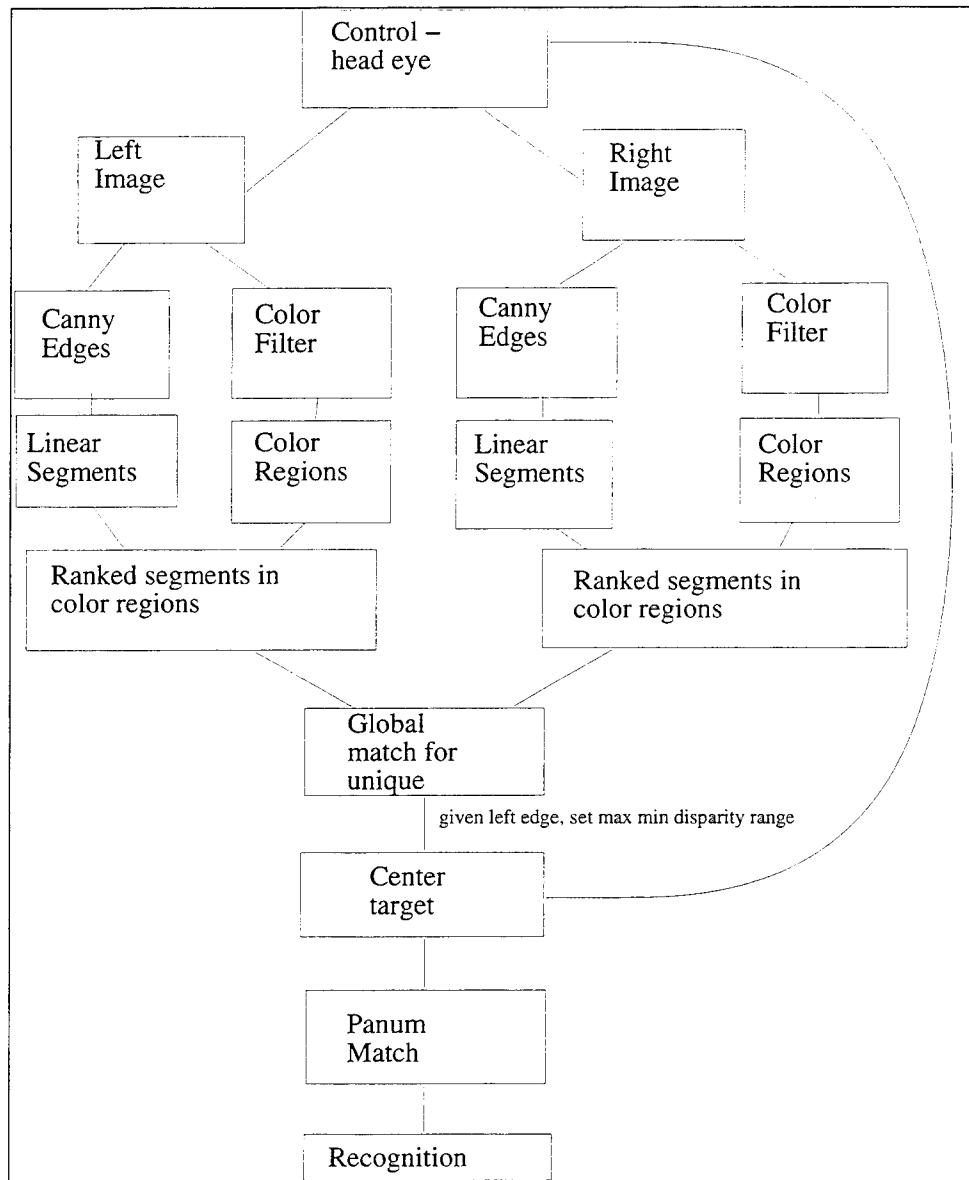 Control –
head eye
Left
Image
Right
Image
Canny
Edges
Color
Filter
Canny
Edges
Color
Filter
Linear
Segments
Color
Regions
Linear
Segments
Color
Regions
Ranked segments in
color regions
Ranked segments in
color regions
Global
match for
unique
given left edge, set max min disparity range
Center
target
Panum
Match
Recognition